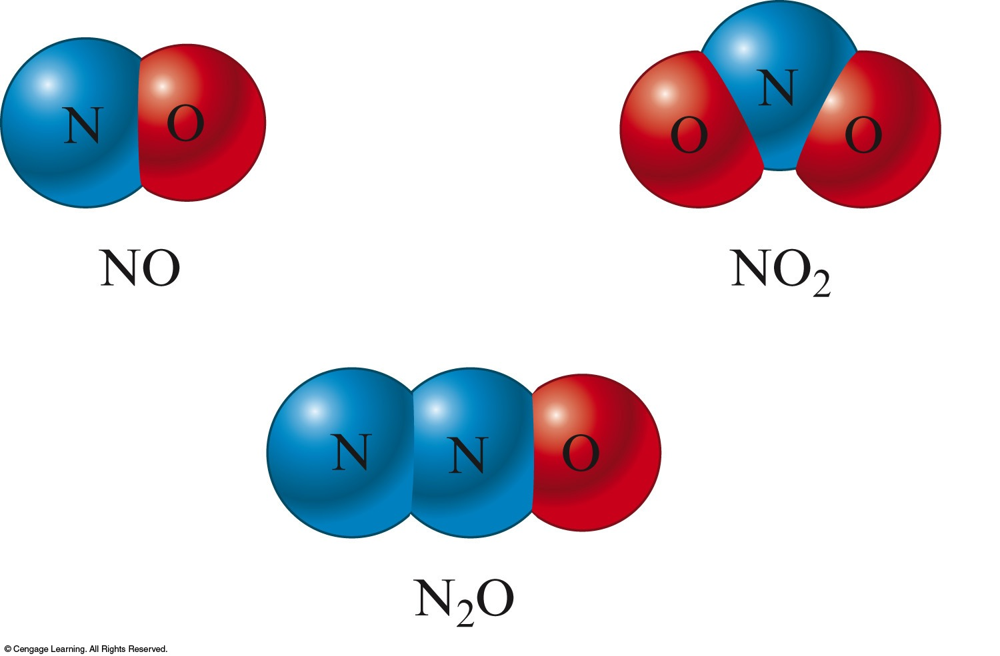 N O
N
O O
NO
NO₂
N N O
N₂O
© Cengage Learning. All Rights Reserved.